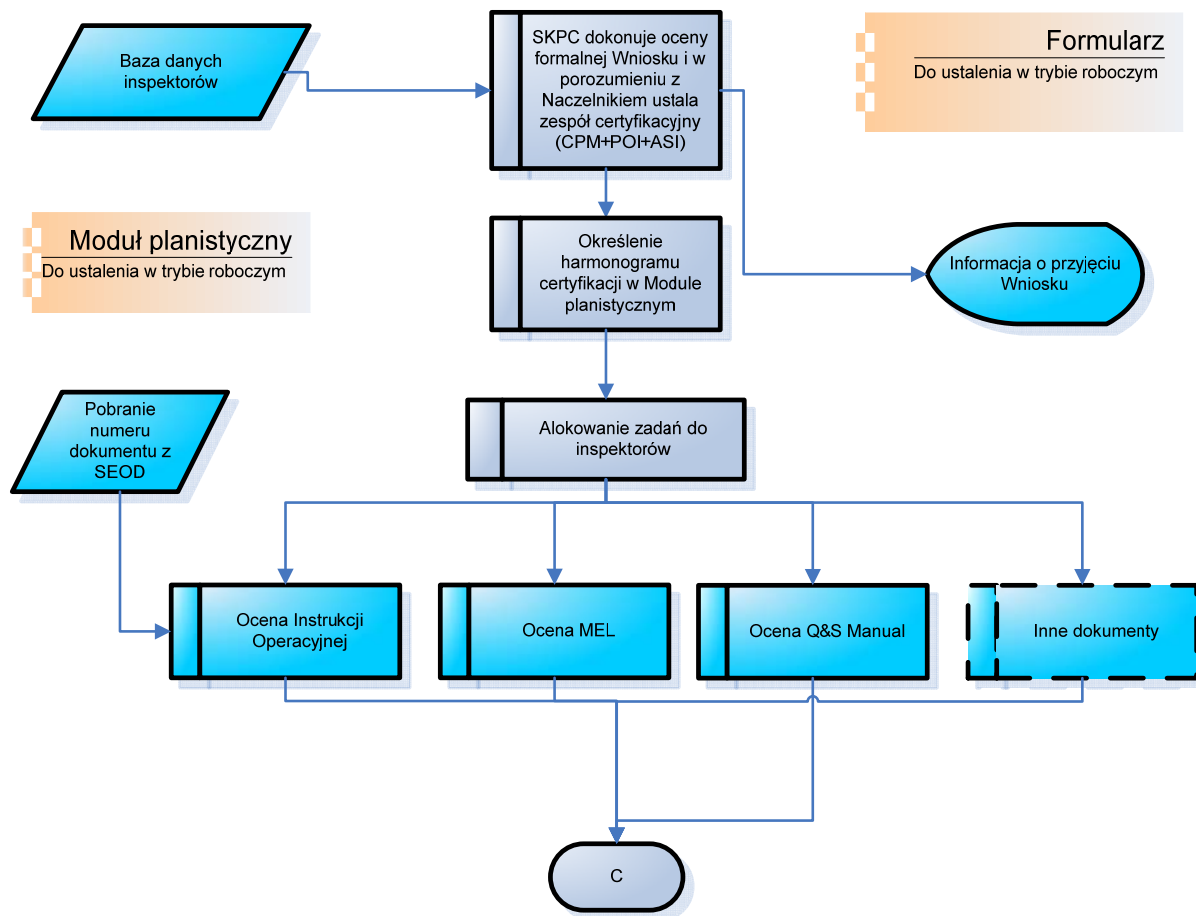 Baza danych
inspektorów
SKPC dokonuje oceny
formalnej Wniosku i w
porozumieniu z
Naczelnikiem ustala
zespół certyfikacyjny
(CPM+POI+ASI)
Formularz
Do ustalenia w trybie roboczym
Moduł planistyczny
Do ustalenia w trybie roboczym
Określenie
harmonogramu
certyfikacji w Module
planistycznym
Informacja o przyjęciu
Wniosku
Pobranie
numeru
dokumentu z
SEOD
Alokowanie zadań do
inspektorów
Ocena Instrukcji
Operacyjnej
Ocena MEL
Ocena Q&S Manual
Inne dokumenty
C